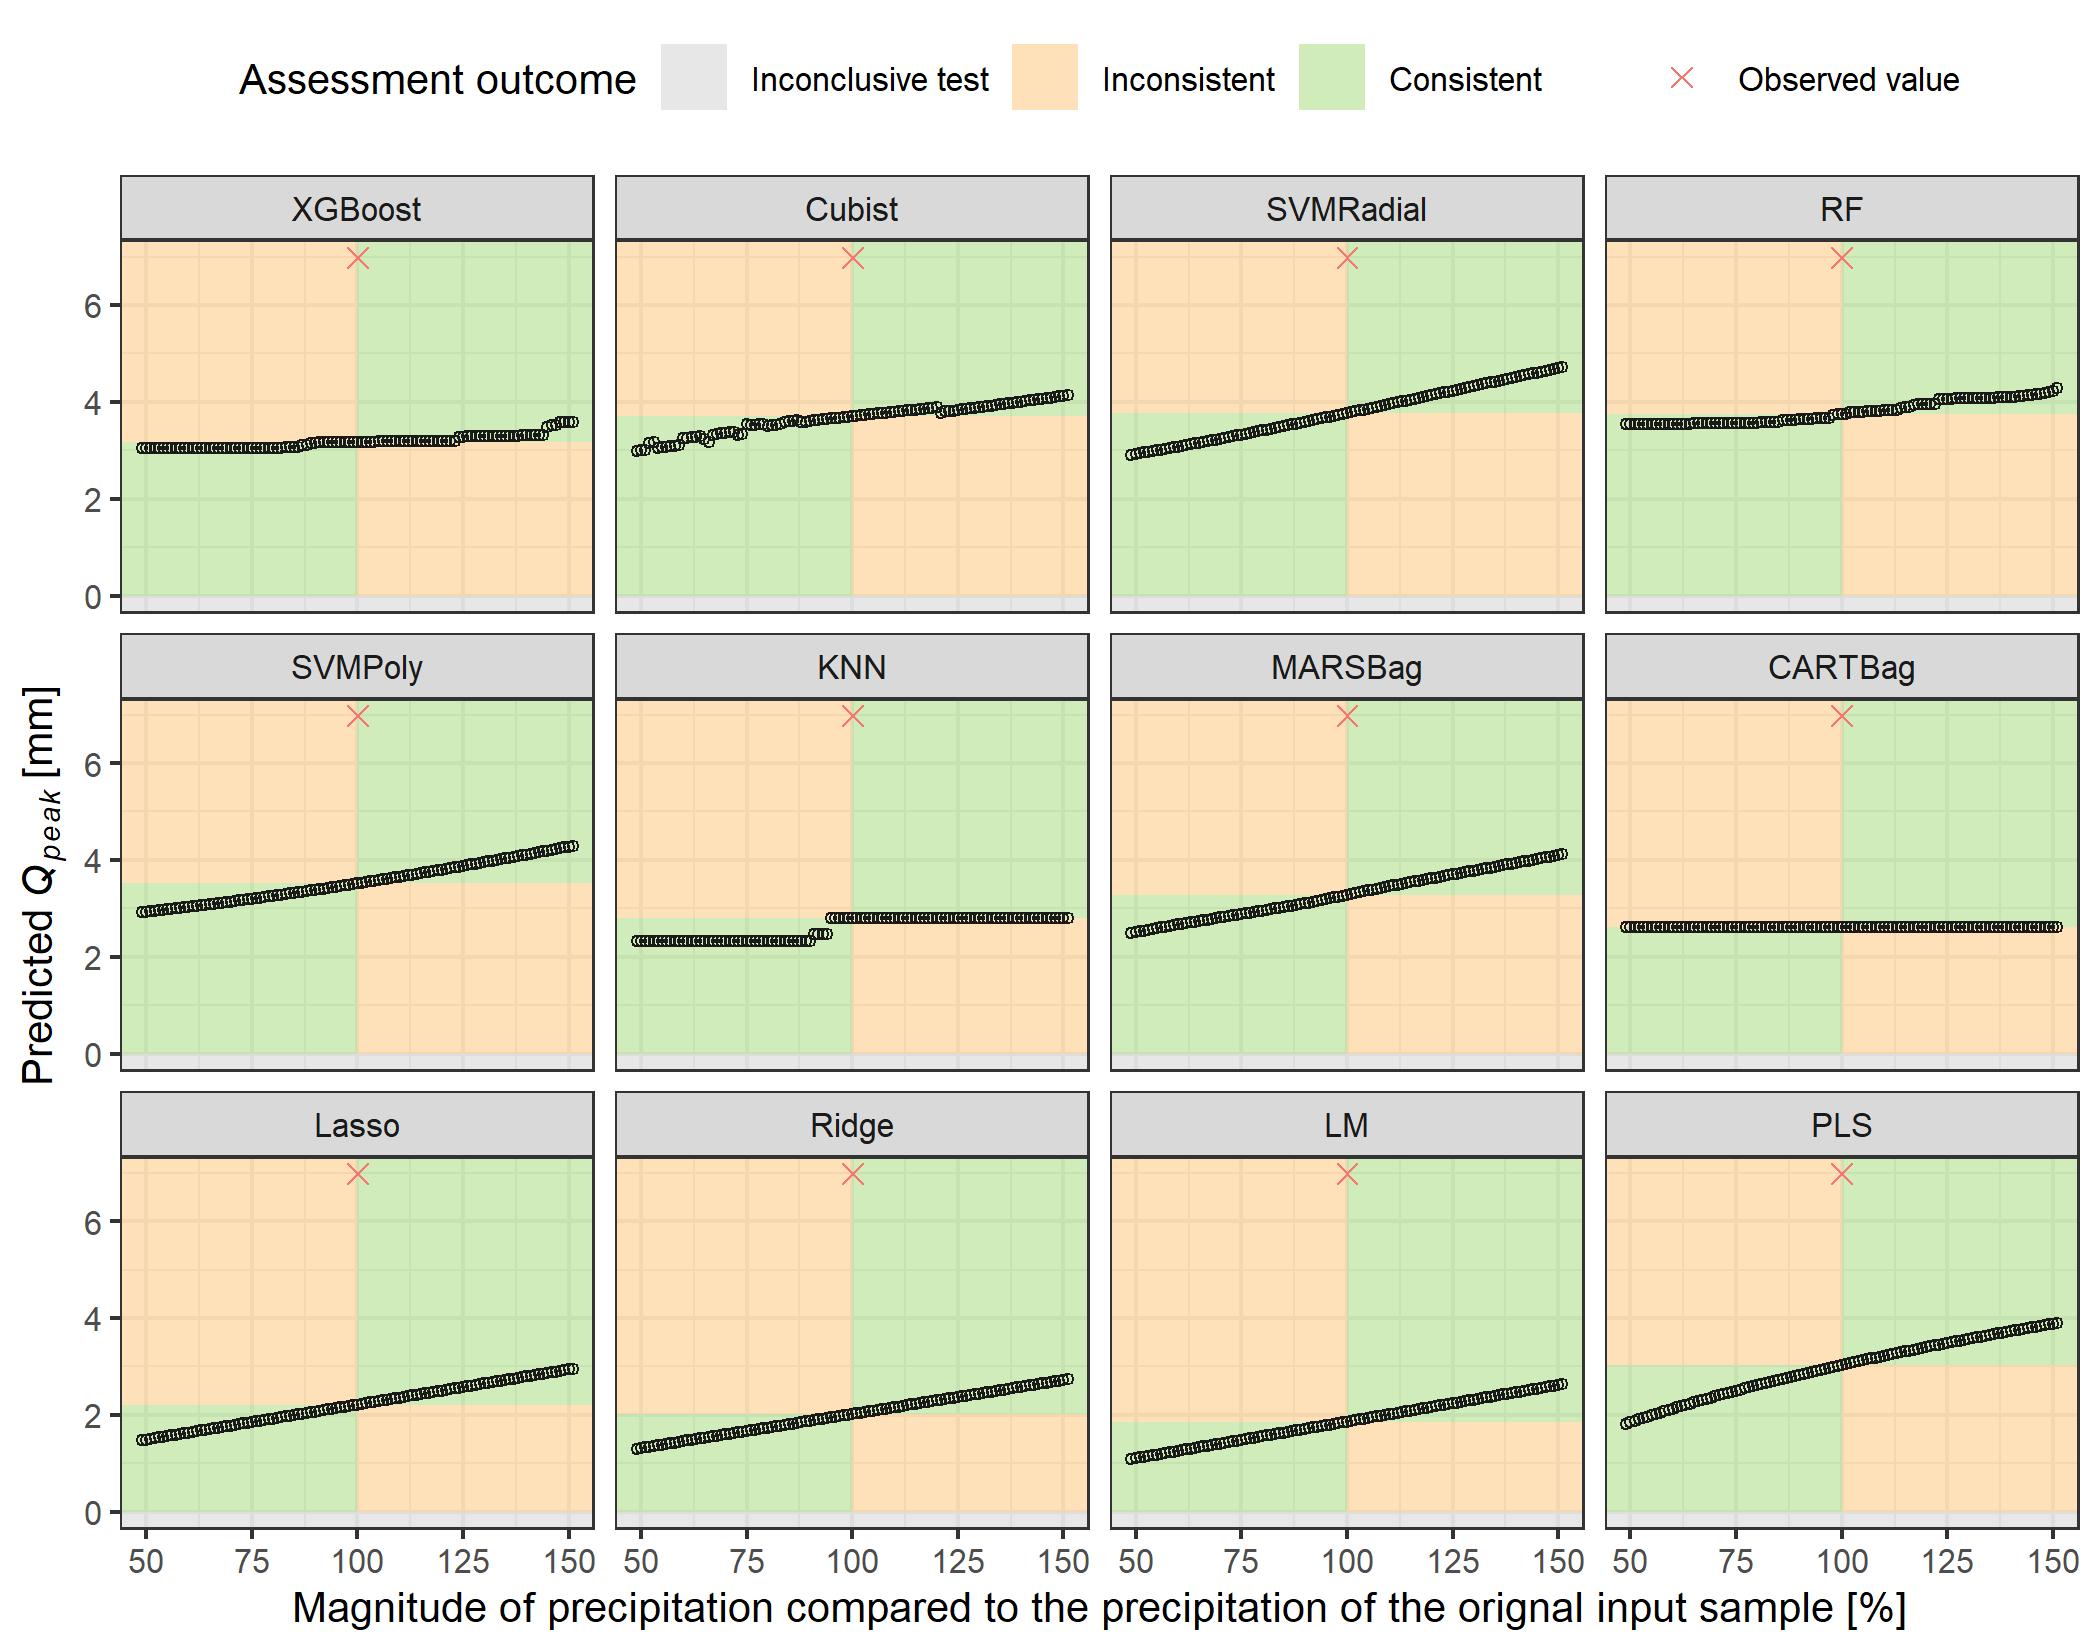 Assessment outcome Inconclusive test Inconsistent Consistent Observed value
XGBoost Cubist SVMRadial RF
6
4
2
0
SVMPoly KNN MARSBag CARTBag
6
4
2
0
Lasso Ridge LM PLS
6
4
2
0
50 75 100 125 150 50 75 100 125 150 50 75 100 125 150 50 75 100 125 150
Predicted Qpeak [mm]
Magnitude of precipitation compared to the precipitation of the orignal input sample [%]